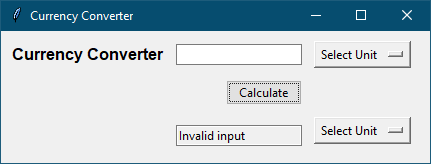 Currency Converter
Currency Converter
Select Unit
Calculate
Invalid input
Select Unit